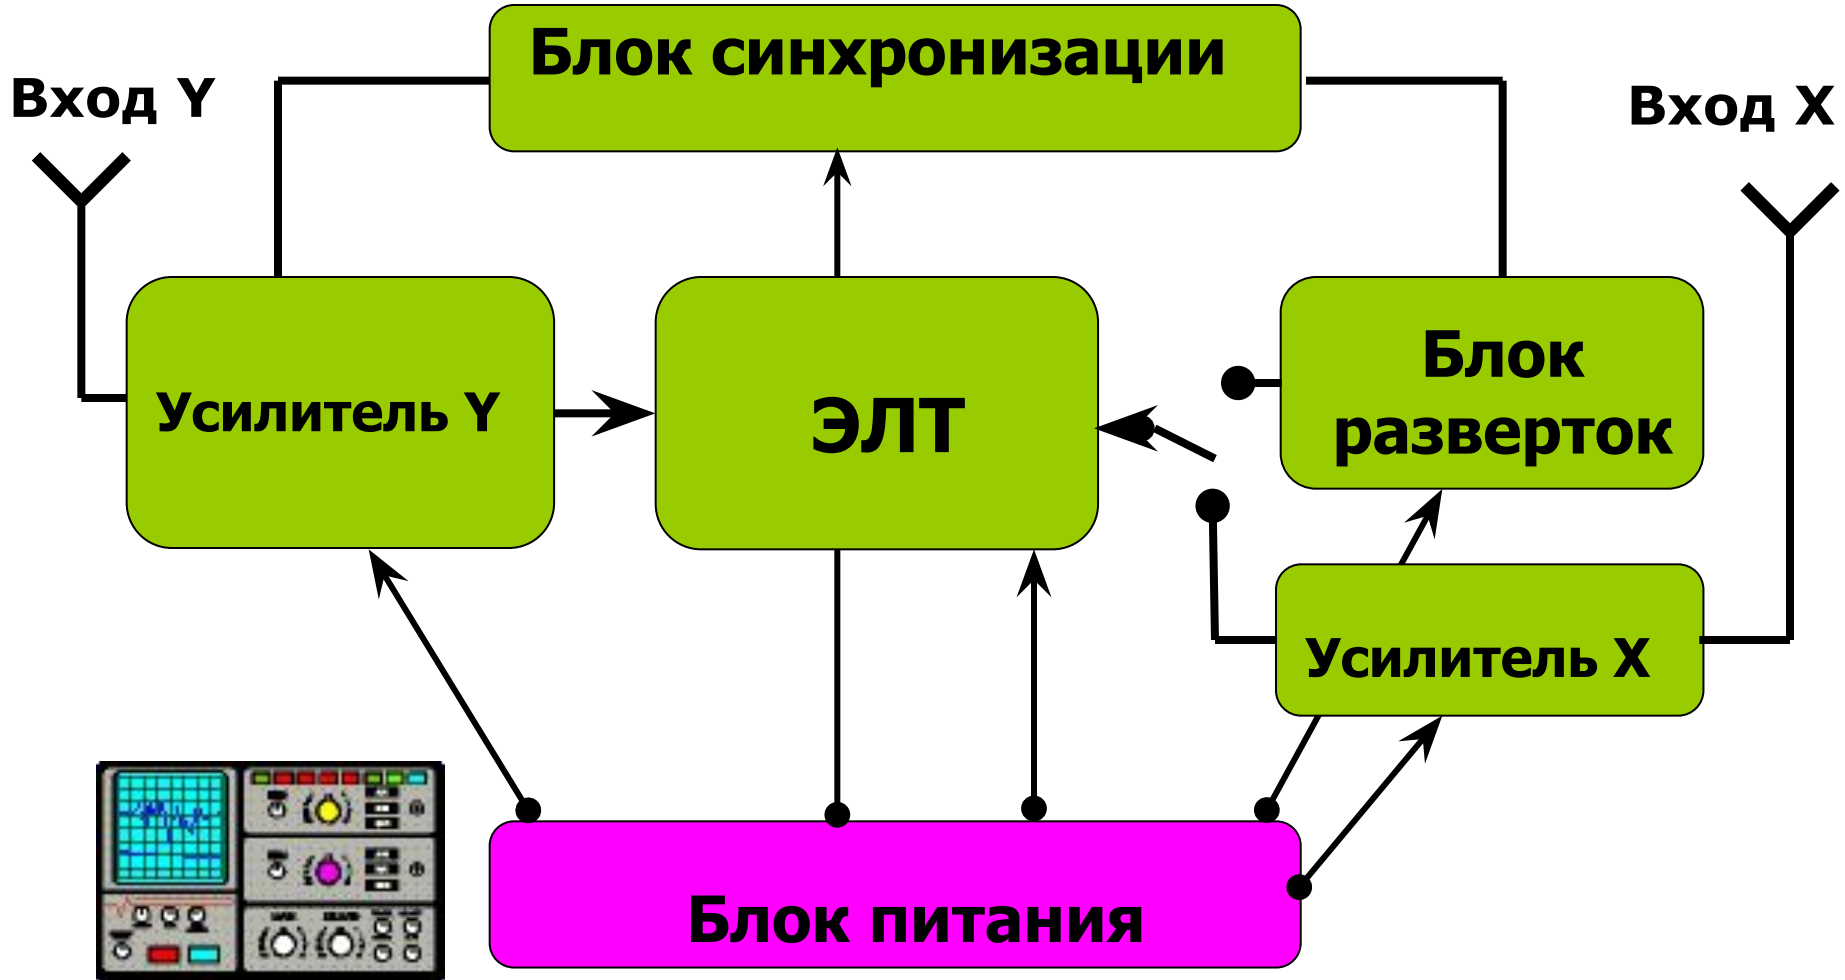 Блок синхронизации
Вход Y
Вход X
Усилитель Y
ЭЛТ
Блок
разверток
Усилитель X
Блок питания